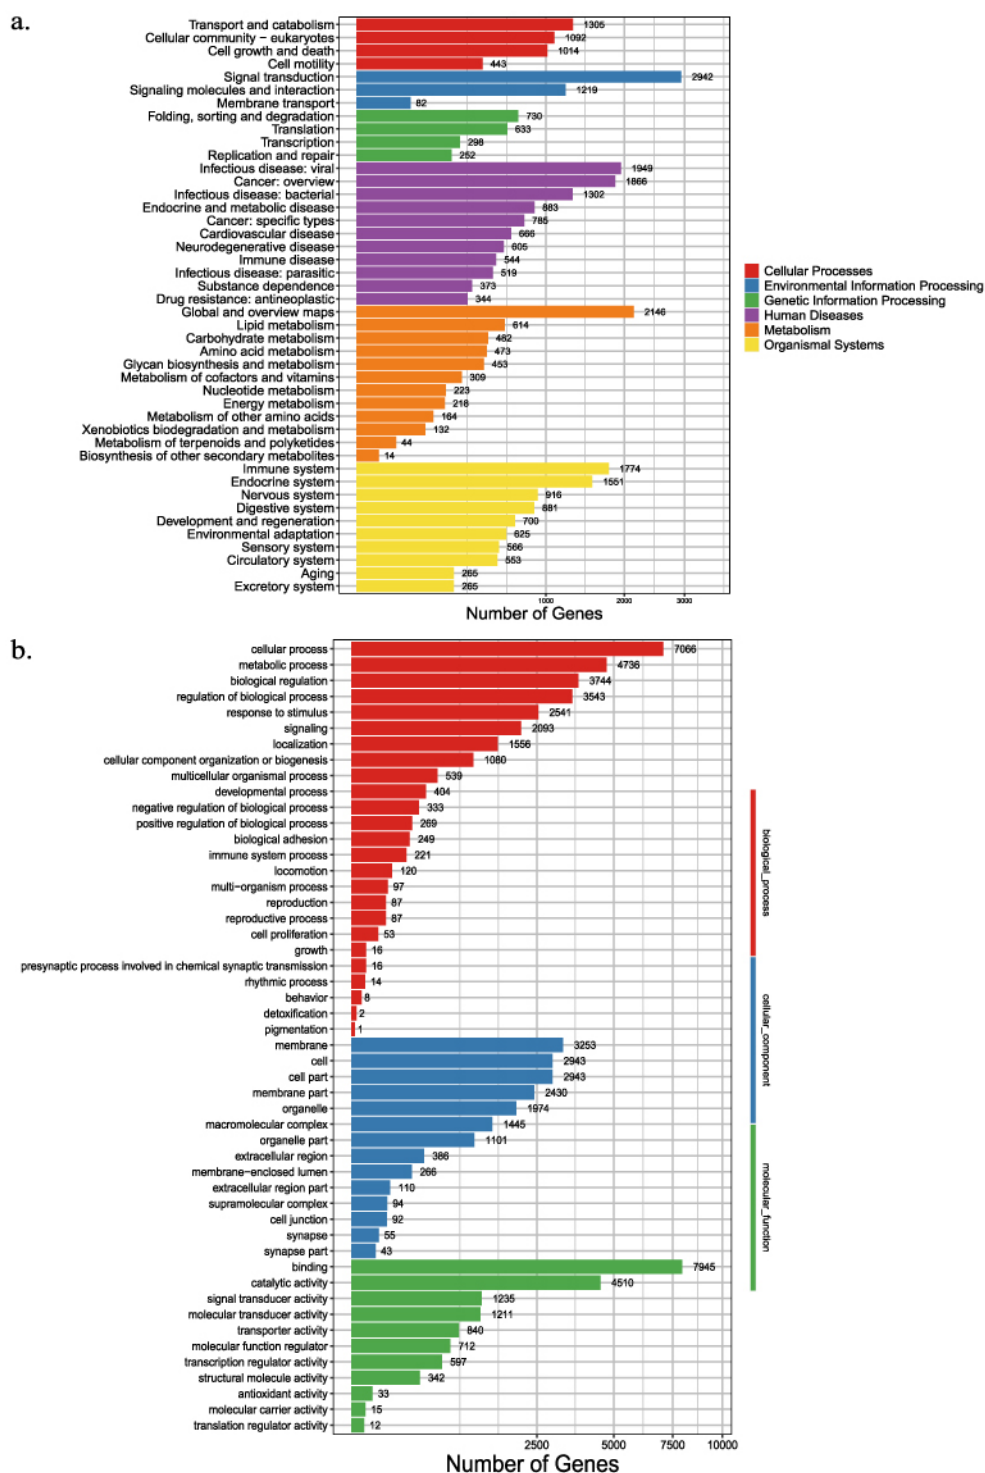 a.
Transport and catabolism 1305
Cellular community − eukaryotes 1092
Cell growth and death 1014
Cell motility 443
Signal transduction 2942
Signaling molecules and interaction 1219
Membrane transport 82
Folding, sorting and degradation 730
Translation 633
Transcription 298
Replication and repair 252
Infectious disease: viral 1949
Cancer: overview 1866
Infectious disease: bacterial 1302
Endocrine and metabolic disease 883
Cancer: specific types 785
Cardiovascular disease 666
Neurodegenerative disease 605
Immune disease 544
Infectious disease: parasitic 519
Substance dependence 373
Drug resistance: antineoplastic 344
Global and overview maps 2146
Lipid metabolism 614
Carbohydrate metabolism 482
Amino acid metabolism 473
Glycan biosynthesis and metabolism 453
Metabolism of cofactors and vitamins 309
Nucleotide metabolism 223
Energy metabolism 218
Metabolism of other amino acids 164
Xenobiotics biodegradation and metabolism 132
Metabolism of terpenoids and polyketides 44
Biosynthesis of other secondary metabolites 14
Immune system 1774
Endocrine system 1551
Nervous system 916
Digestive system 881
Development and regeneration 700
Environmental adaptation 625
Sensory system 566
Circulatory system 553
Aging 265
Excretory system 265
1000 2000 3000
Number of Genes
Cellular Processes
Environmental Information Processing
Genetic Information Processing
Human Diseases
Metabolism
Organismal Systems
b.
cellular process 7066
metabolic process 4736
biological regulation 3744
regulation of biological process 3543
response to stimulus 2541
signaling 2093
localization 1556
cellular component organization or biogenesis 1080
multicellular organismal process 539
developmental process 404
negative regulation of biological process 333
positive regulation of biological process 269
biological adhesion 249
immune system process 221
locomotion 120
multi−organism process 97
reproduction 87
reproductive process 87
cell proliferation 53
growth 16
presynaptic process involved in chemical synaptic transmission 16
rhythmic process 14
behavior 8
detoxification 2
pigmentation 1
membrane 3253
cell 2943
cell part 2943
membrane part 2430
organelle 1974
macromolecular complex 1445
organelle part 1101
extracellular region 386
membrane−enclosed lumen 266
extracellular region part 110
supramolecular complex 94
cell junction 92
synapse 55
synapse part 43
binding 7945
catalytic activity 4510
signal transducer activity 1235
molecular transducer activity 1211
transporter activity 840
molecular function regulator 712
transcription regulator activity 597
structural molecule activity 342
antioxidant activity 33
molecular carrier activity 15
translation regulator activity 12
2500 5000 7500 10000
Number of Genes
biological_process
cellular_component
molecular_function